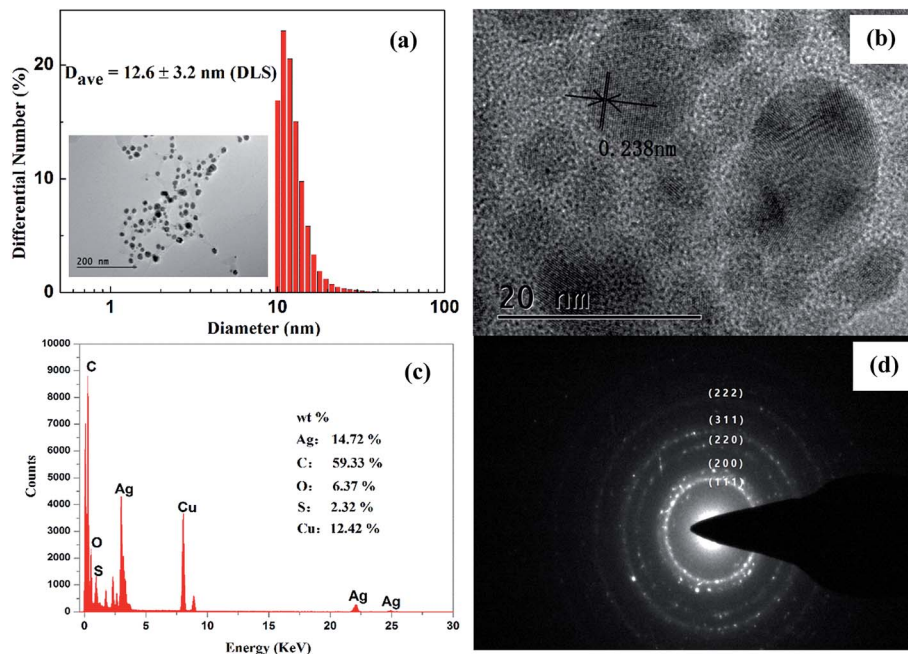 (a)
D_ave = 12.6 ± 3.2 nm (DLS)
Differential Number (%)
20
10
0
200 nm
1
10
100
Diameter (nm)
(b)
0.238nm
20 nm
(c)
Counts
10000
9000
8000
7000
6000
5000
4000
3000
2000
1000
0
C
O
S
Ag
Cu
Ag
Ag
wt %
Ag: 14.72 %
C: 59.33 %
O: 6.37 %
S: 2.32 %
Cu: 12.42 %
0
5
10
15
20
25
30
Energy (KeV)
(d)
(222)
(311)
(220)
(200)
(111)